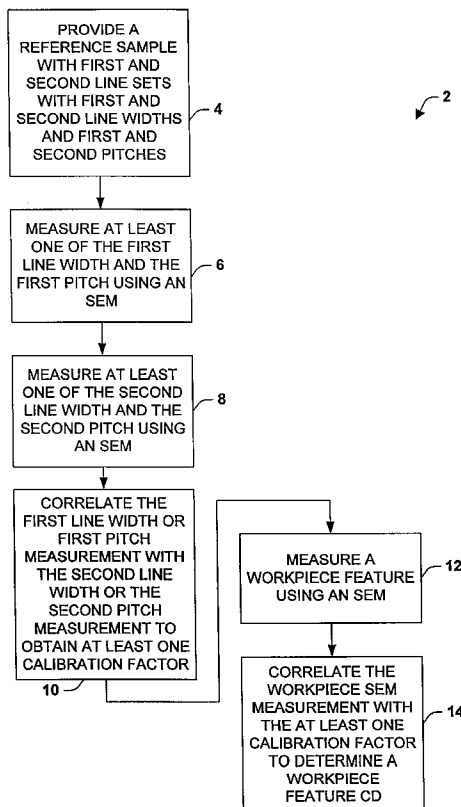 PROVIDE A
REFERENCE SAMPLE
WITH FIRST AND
SECOND LINE SETS
WITH FIRST AND
SECOND LINE WIDTHS
AND FIRST AND
SECOND PITCHES
4
2
MEASURE AT LEAST
ONE OF THE FIRST
LINE WIDTH AND THE
FIRST PITCH USING AN
SEM
6
MEASURE AT LEAST
ONE OF THE SECOND
LINE WIDTH AND THE
SECOND PITCH USING
AN SEM
8
CORRELATE THE
FIRST LINE WIDTH OR
FIRST PITCH
MEASUREMENT WITH
THE SECOND LINE
WIDTH OR THE
SECOND PITCH
MEASUREMENT TO
OBTAIN AT LEAST ONE
CALIBRATION FACTOR
10
MEASURE A
WORKPIECE FEATURE
USING AN SEM
12
CORRELATE THE
WORKPIECE SEM
MEASUREMENT WITH
THE AT LEAST ONE
CALIBRATION FACTOR
TO DETERMINE A
WORKPIECE
FEATURE CD
14